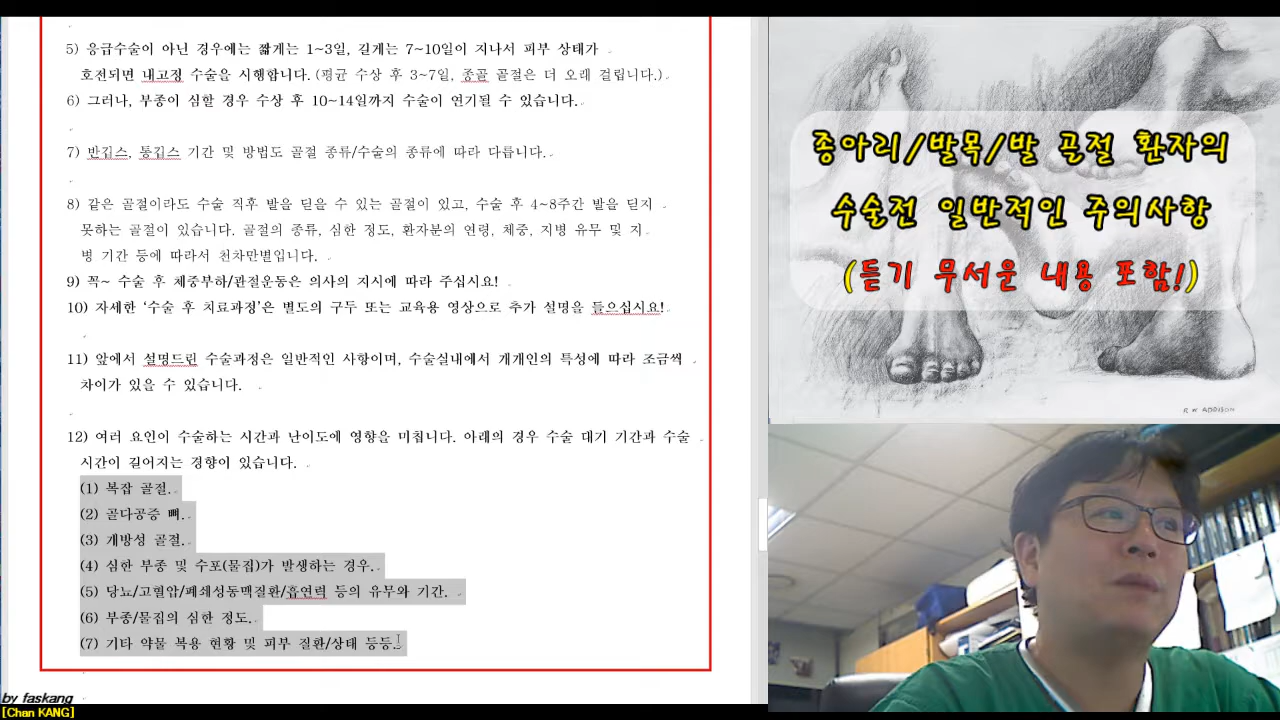 5) 응급수술이 아닌 경우에는 짧게는 1~3일, 길게는 7~10일이 지나서 피부 상태가
호전되면 내고정 수술을 시행합니다. (평균 수상 후 3~7일, 종골 골절은 더 오래 걸립니다.)
6) 그러나, 부종이 심할 경우 수상 후 10~14일까지 수술이 연기될 수 있습니다.
7) 반깁스, 통깁스 기간 및 방법도 골절 종류/수술의 종류에 따라 다릅니다.
8) 같은 골절이라도 수술 직후 발을 딛을 수 있는 골절이 있고, 수술 후 4~8주간 발을 딛지
못하는 골절이 있습니다. 골절의 종류, 심한 정도, 환자분의 연령, 체중, 지병 유무 및 지
병 기간 등에 따라서 천차만별입니다.
9) 꼭~ 수술 후 체중부하/관절운동은 의사의 지시에 따라 주십시요!
10) 자세한 '수술 후 치료과정'은 별도의 구두 또는 교육용 영상으로 추가 설명을 들으십시요!
11) 앞에서 설명드린 수술과정은 일반적인 사항이며, 수술실내에서 개개인의 특성에 따라 조금씩
차이가 있을 수 있습니다.
12) 여러 요인이 수술하는 시간과 난이도에 영향을 미칩니다. 아래의 경우 수술 대기 기간과 수술
시간이 길어지는 경향이 있습니다.
(1) 복잡 골절.
(2) 골다공증 뼈.
(3) 개방성 골절.
(4) 심한 부종 및 수포(물집)가 발생하는 경우.
(5) 당뇨/고혈압/폐쇄성동맥질환/흡연력 등의 유무와 기간.
(6) 부종/물집의 심한 정도.
(7) 기타 약물 복용 현황 및 피부 질환/상태 등등.
by faskang
[Chan KANG]
종아리/발목/발 골절 환자의
수술전 일반적인 주의사항
(듣기 무서운 내용 포함!)
R W ADDISON